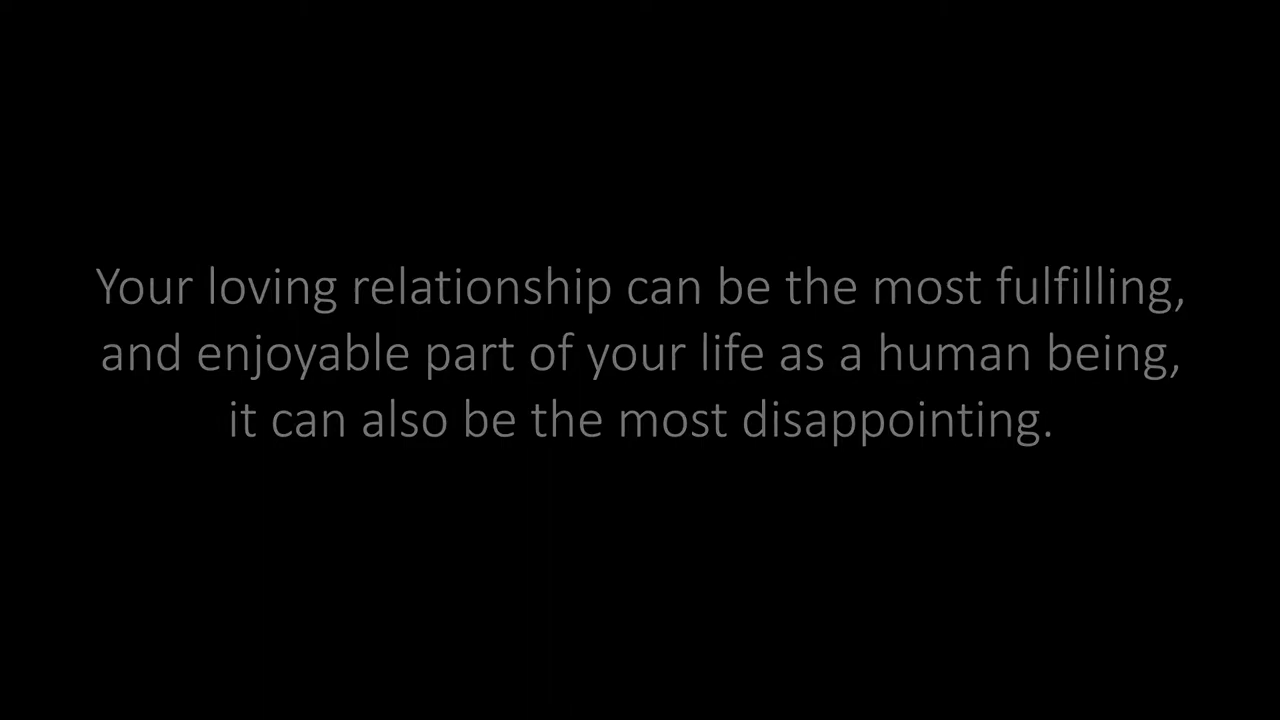 Your loving relationship can be the most fulfilling,
and enjoyable part of your life as a human being,
it can also be the most disappointing.